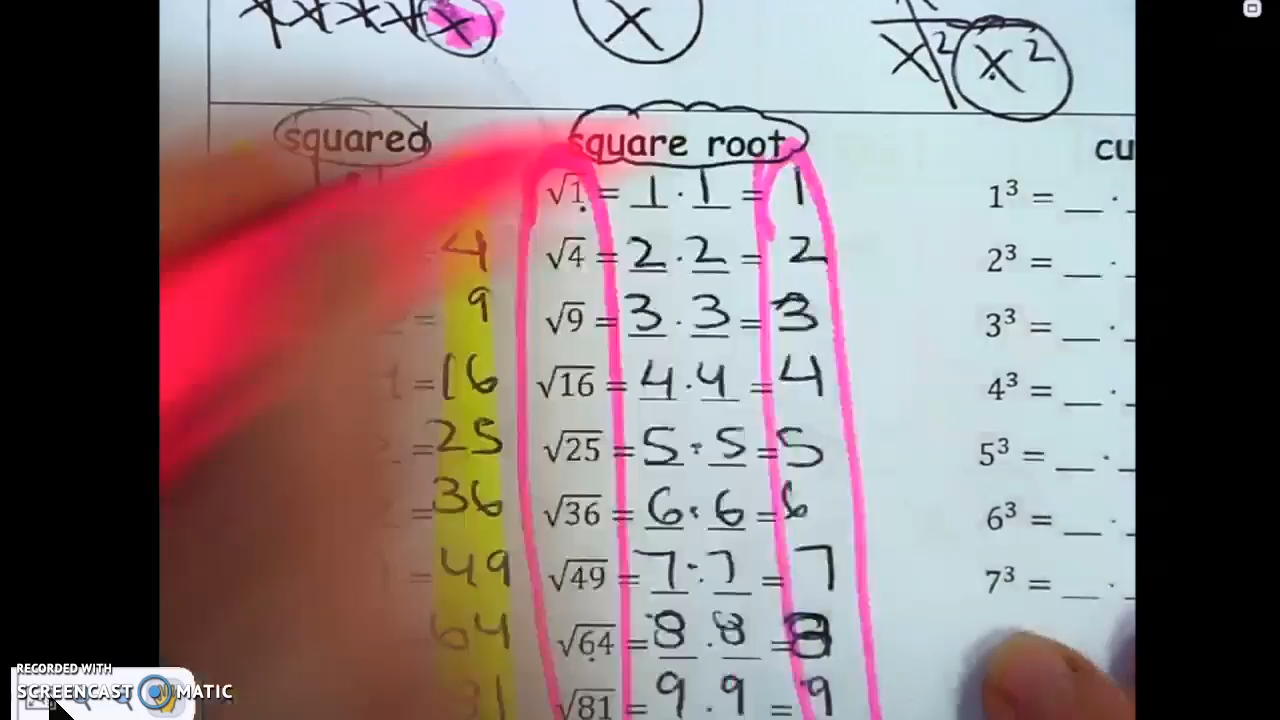 x x x x x
x
x² x²
squared
square root
cu
√1 = 1 · 1 = 1
1³ = __ ·
4
√4 = 2 · 2 = 2
2³ = __ ·
= 9
√9 = 3 · 3 = 3
3³ = __ ·
= 16
√16 = 4 · 4 = 4
4³ = __ ·
= 25
√25 = 5 · 5 = 5
5³ = __ ·
= 36
√36 = 6 · 6 = 6
6³ = __ ·
= 49
√49 = 7 · 7 = 7
7³ = __ ·
64
√64 = 8 · 8 = 8
√81 = 9 · 9 = 9
RECORDED WITH
SCREENCAST MATIC